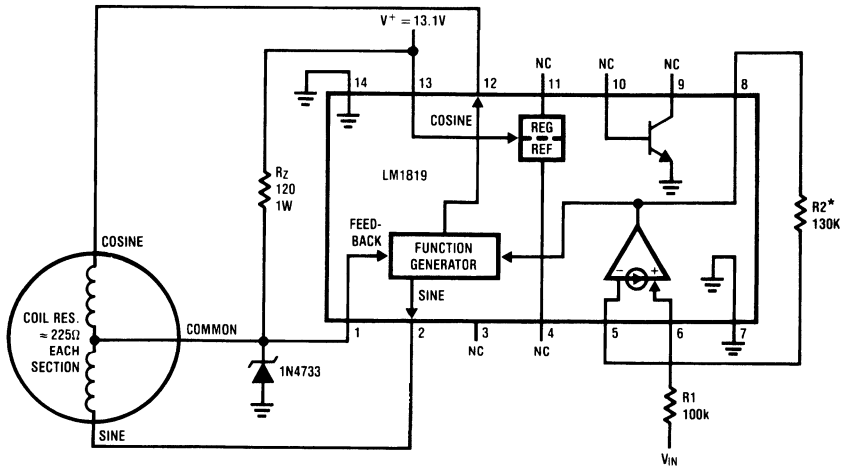 V+ = 13.1V
14
13
12
NC
11
NC
10
NC
9
8
COSINE
REG
REF
LM1819
RZ
120
1W
R2*
130K
FEED-
BACK
FUNCTION
GENERATOR
COSINE
SINE
- +
COIL RES.
≈ 225Ω
EACH
SECTION
COMMON
1
2
3
4
5
6
7
NC
NC
1N4733
R1
100k
SINE
VIN